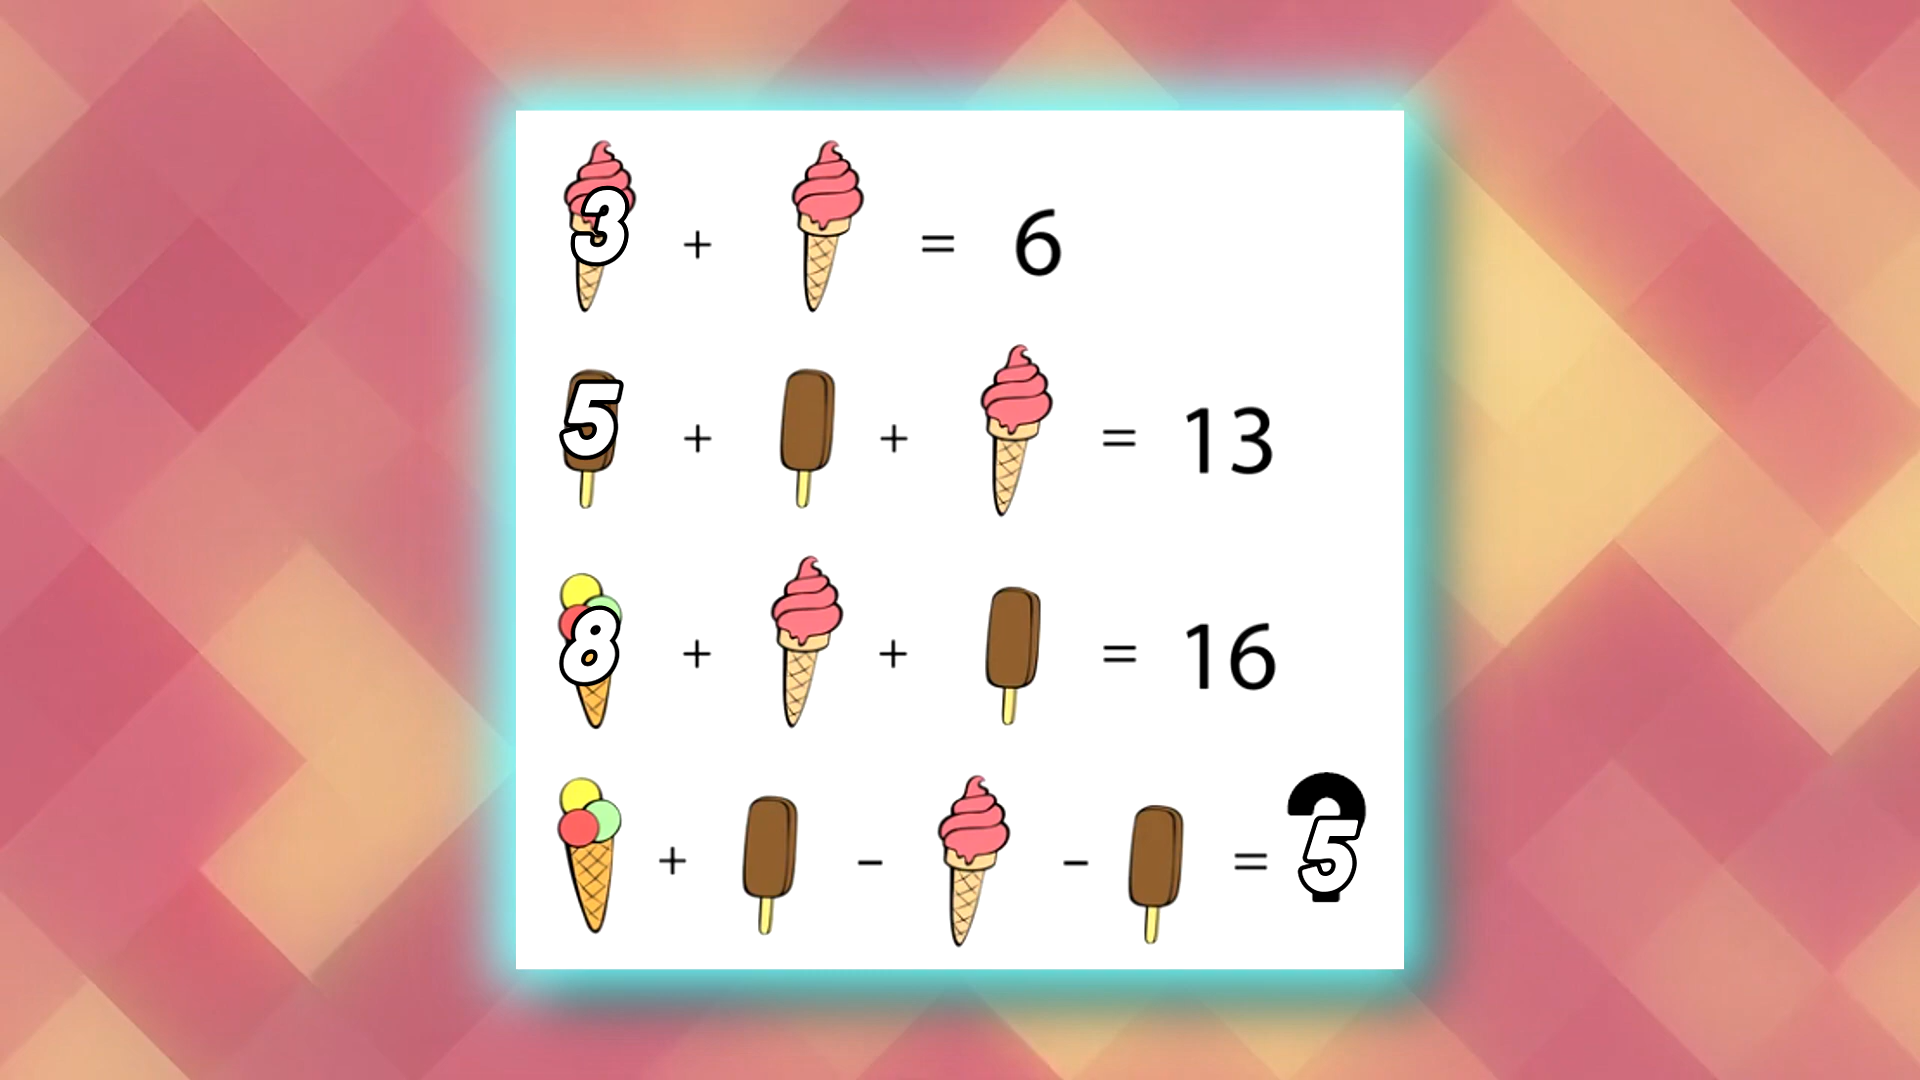 3 + = 6
5 + + = 13
8 + + = 16
+ - - = ? 5